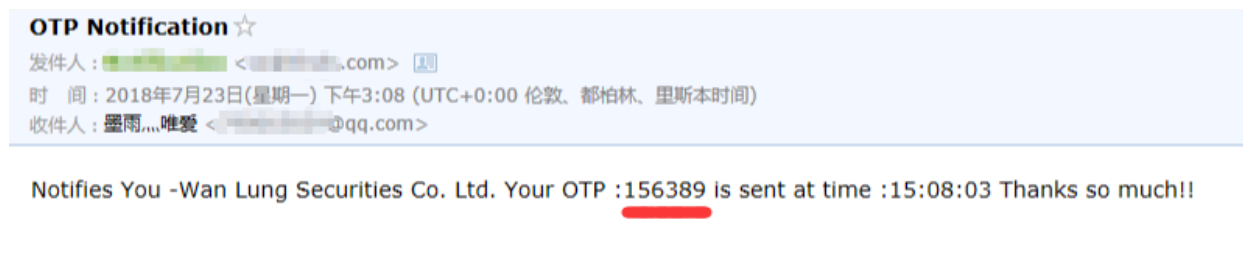 OTP Notification ☆
发件人: < .com>
时 间:2018年7月23日(星期一) 下午3:08 (UTC+0:00 伦敦、都柏林、里斯本时间)
收件人:墨雨灬唯爱 < @qq.com>
Notifies You -Wan Lung Securities Co. Ltd. Your OTP :156389 is sent at time :15:08:03 Thanks so much!!